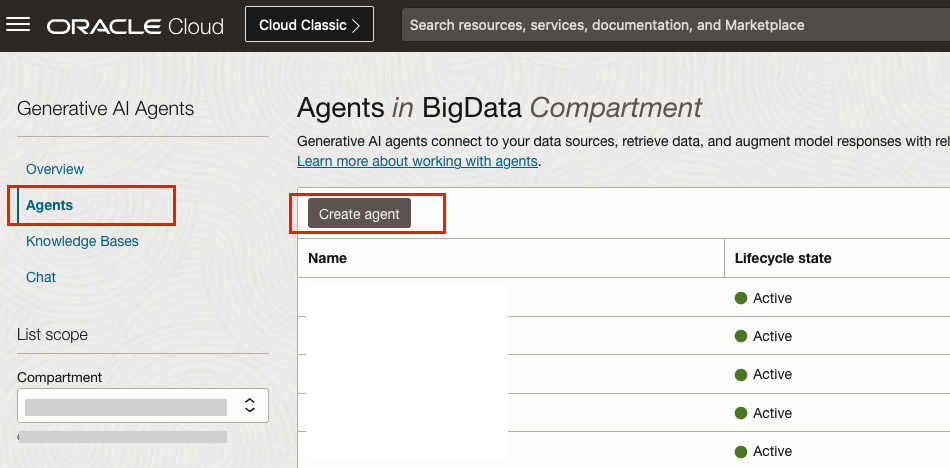 ORACLE Cloud
Cloud Classic >
Search resources, services, documentation, and Marketplace
Generative AI Agents
Overview
Agents
Knowledge Bases
Chat
List scope
Compartment
Agents in BigData Compartment
Generative AI agents connect to your data sources, retrieve data, and augment model responses with rel
Learn more about working with agents.
Create agent
Name Lifecycle state
Active
Active
Active
Active
Active